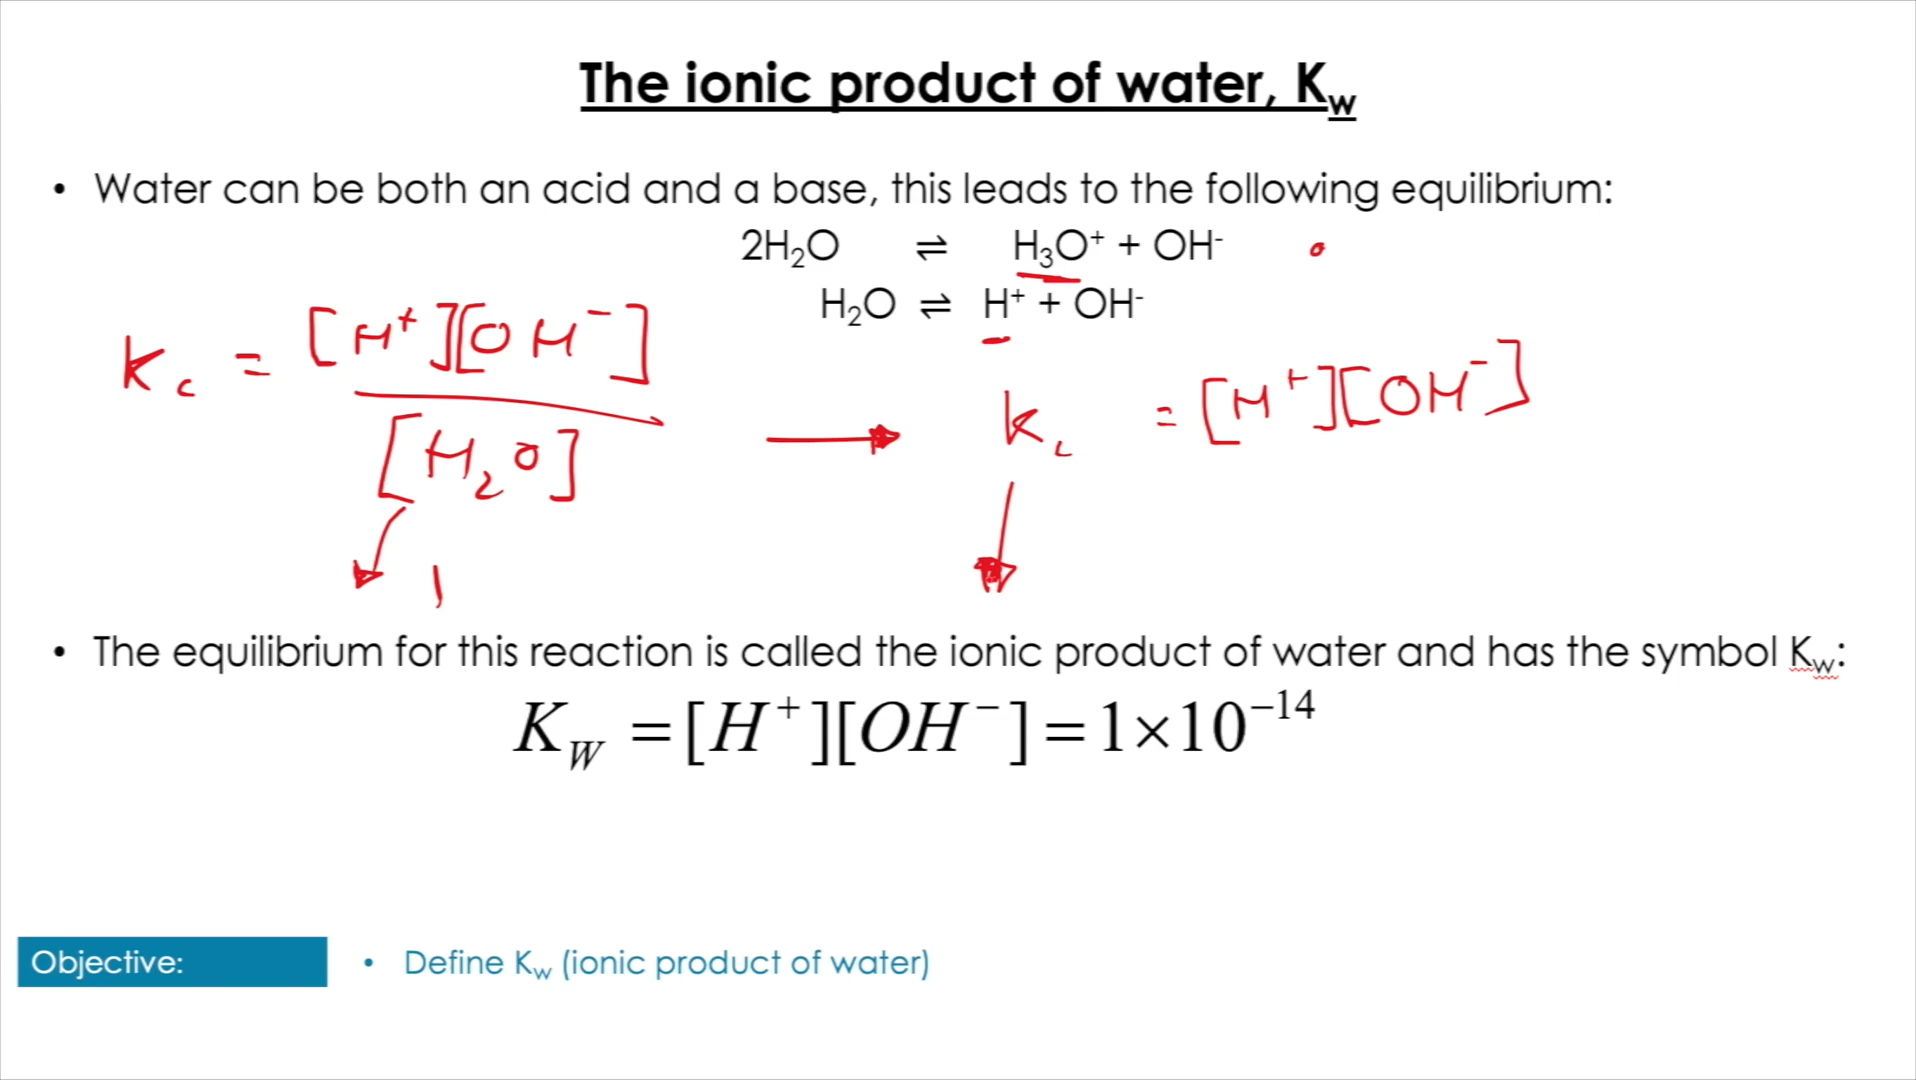 The ionic product of water, Kw
• Water can be both an acid and a base, this leads to the following equilibrium:
2H₂O ⇌ H₃O⁺ + OH⁻
H₂O ⇌ H⁺ + OH⁻
Kc = [H⁺][OH⁻]
[H₂O]
1
Kc = [H⁺][OH⁻]
• The equilibrium for this reaction is called the ionic product of water and has the symbol Kw:
K_W = [H⁺][OH⁻] = 1×10⁻¹⁴
Objective:
• Define Kw (ionic product of water)